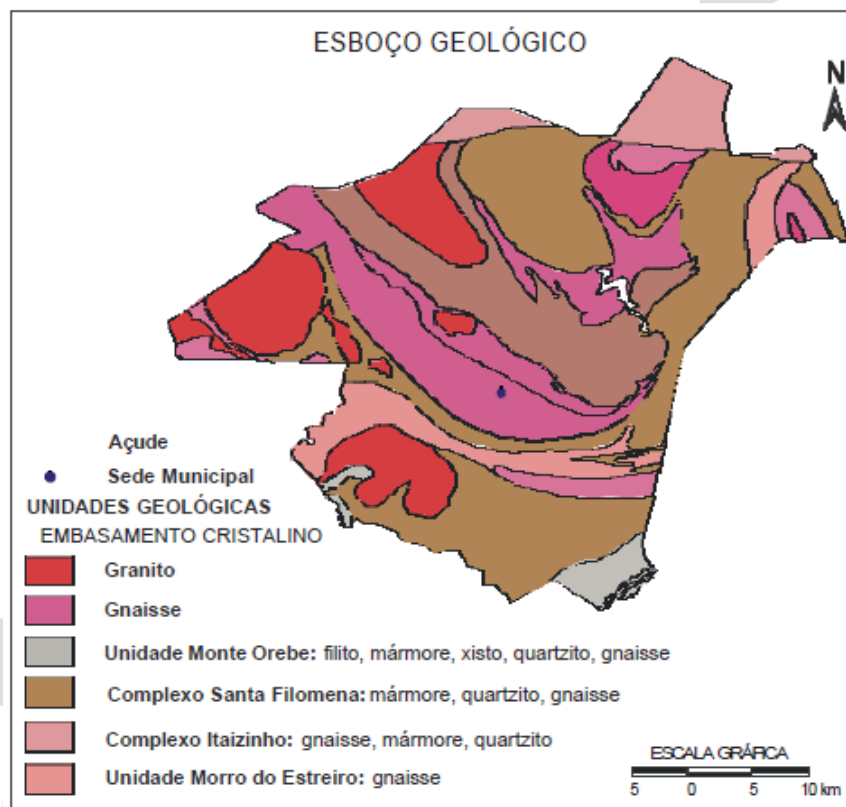 ESBOÇO GEOLÓGICO
N
Açude
Sede Municipal
UNIDADES GEOLÓGICAS
EMBASAMENTO CRISTALINO
Granito
Gnaisse
Unidade Monte Orebe: filito, mármore, xisto, quartzito, gnaisse
Complexo Santa Filomena: mármore, quartzito, gnaisse
Complexo Itaizinho: gnaisse, mármore, quartzito
Unidade Morro do Estreiro: gnaisse
ESCALA GRÁFICA
5 0 5 10 km